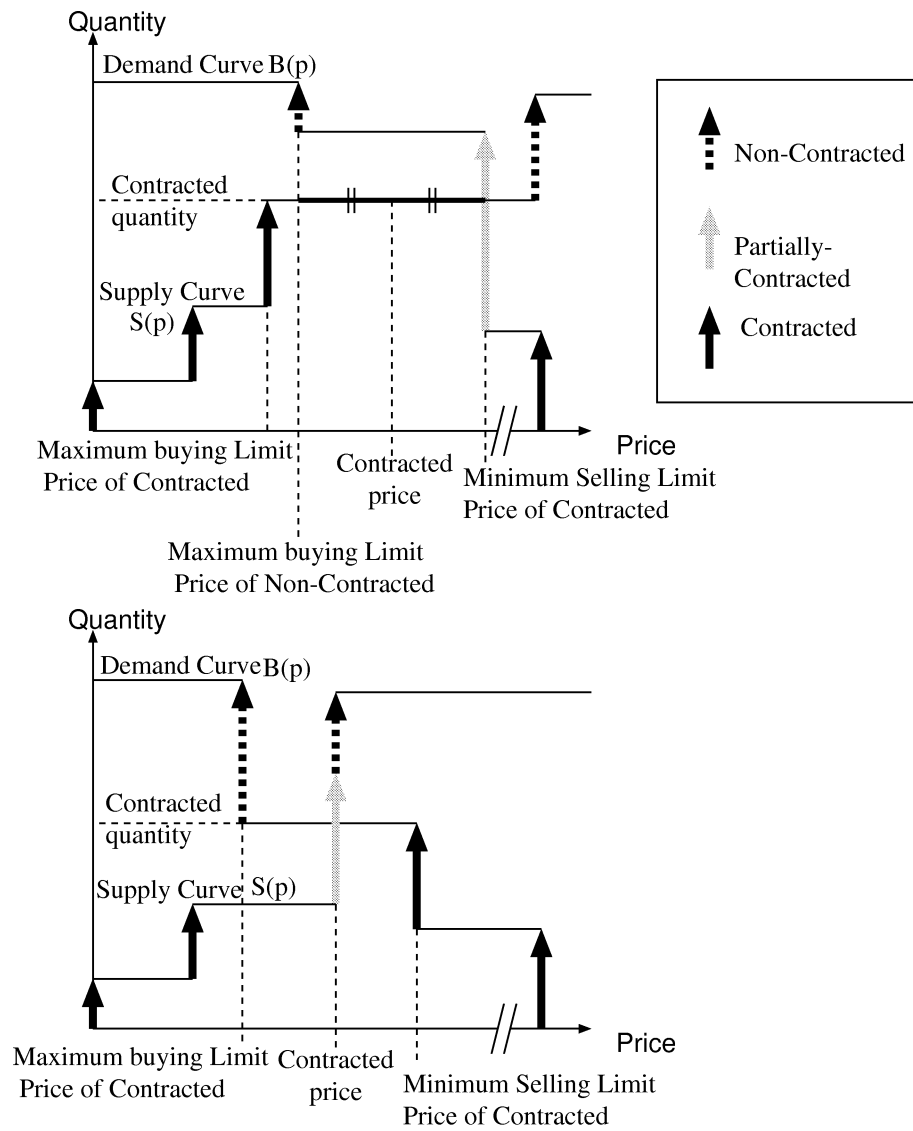 Quantity
Demand Curve B(p)
Contracted
quantity
Supply Curve
S(p)
Non-Contracted
Partially-
Contracted
Contracted
Price
Maximum buying Limit
Price of Contracted
Contracted
price
Minimum Selling Limit
Price of Contracted
Maximum buying Limit
Price of Non-Contracted
Quantity
Demand Curve B(p)
Contracted
quantity
Supply Curve S(p)
Price
Maximum buying Limit
Price of Contracted
Contracted
price
Minimum Selling Limit
Price of Contracted